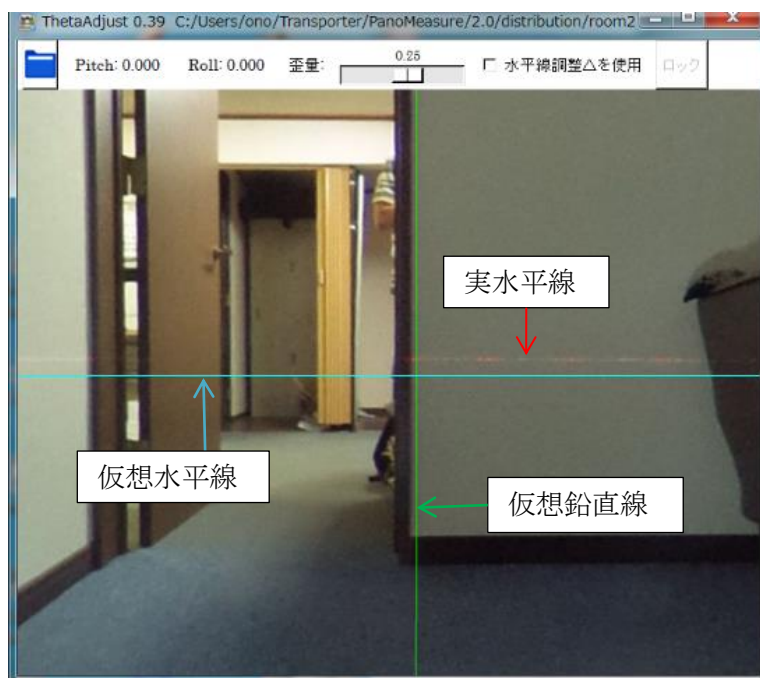 ThetaAdjust 0.39 C:/Users/ono/Transporter/PanoMeasure/2.0/distribution/room2
Pitch: 0.000 Roll: 0.000 歪量: 0.25 水平線調整△を使用 ロック
実水平線
仮想水平線
仮想鉛直線